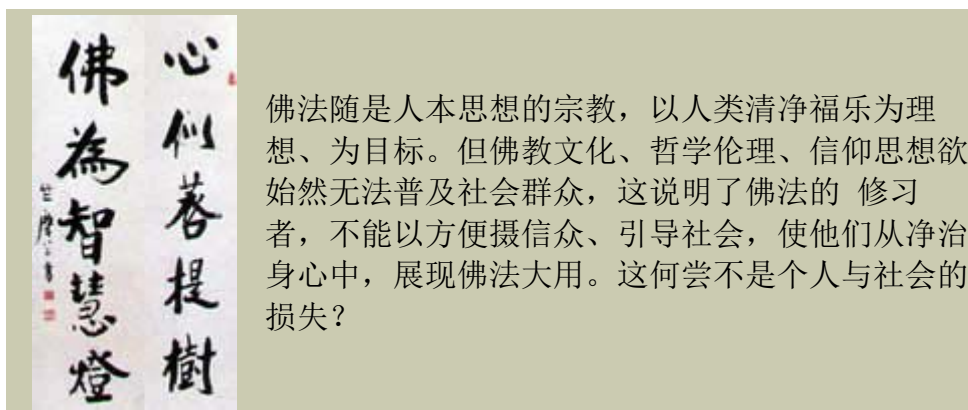 心似菩提樹
佛為智慧燈
竺摩
佛法随是人本思想的宗教，以人类清净福乐为理
想、为目标。但佛教文化、哲学伦理、信仰思想欲
始然无法普及社会群众，这说明了佛法的 修习
者，不能以方便摄信众、引导社会，使他们从净治
身心中，展现佛法大用。这何尝不是个人与社会的
损失？